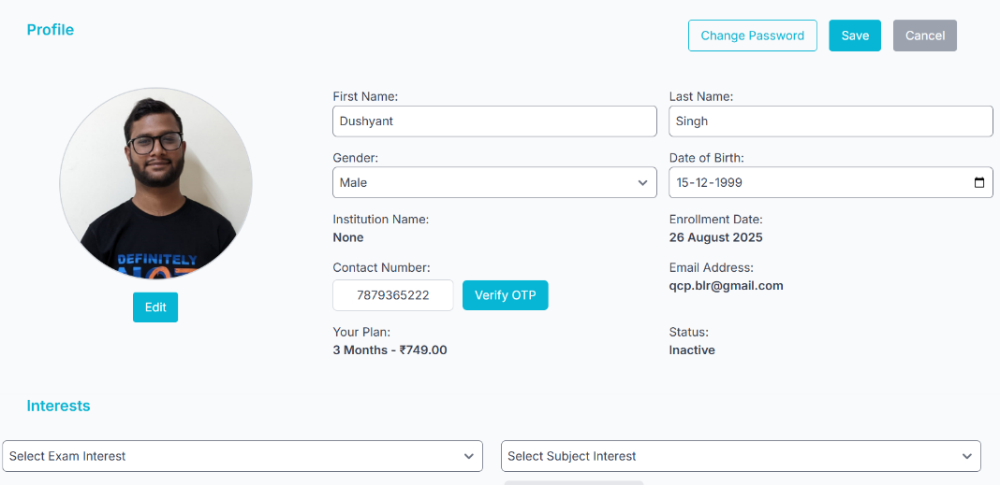 Profile
Change Password
Save
Cancel
First Name:
Last Name:
Dushyant
Singh
Gender:
Date of Birth:
Male
15-12-1999
Institution Name:
Enrollment Date:
None
26 August 2025
Contact Number:
Email Address:
7879365222
Verify OTP
qcp.blr@gmail.com
DEFINITELY
NOT
Edit
Your Plan:
Status:
3 Months - ₹749.00
Inactive
Interests
Select Exam Interest
Select Subject Interest